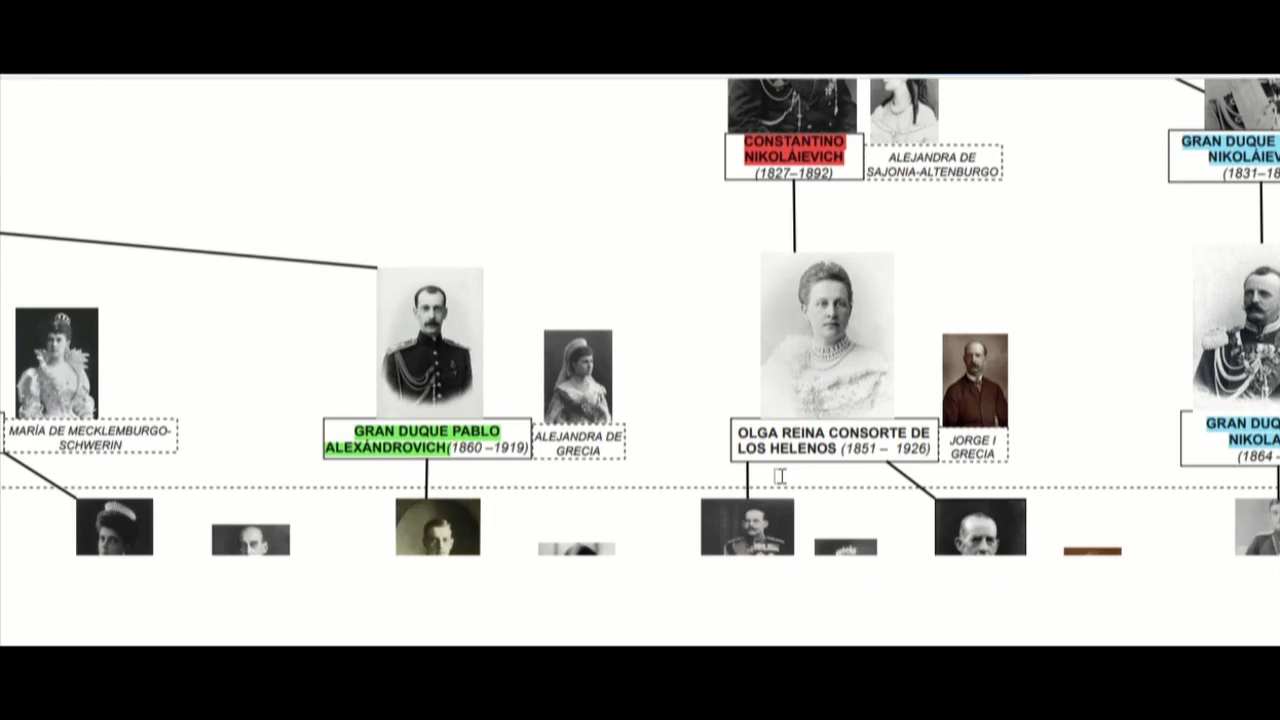 CONSTANTINO
NIKOLÁIEVICH
(1827–1892)
ALEJANDRA DE
SAJONIA-ALTENBURGO
GRAN DUQUE
NIKOLÁIEV
(1831–18
MARÍA DE MECKLEMBURGO-
SCHWERIN
GRAN DUQUE PABLO
ALEXÁNDROVICH(1860 –1919)
ALEJANDRA DE
GRECIA
OLGA REINA CONSORTE DE
LOS HELENOS (1851 – 1926)
JORGE I
GRECIA
GRAN DUQ
NIKOLA
(1864 –